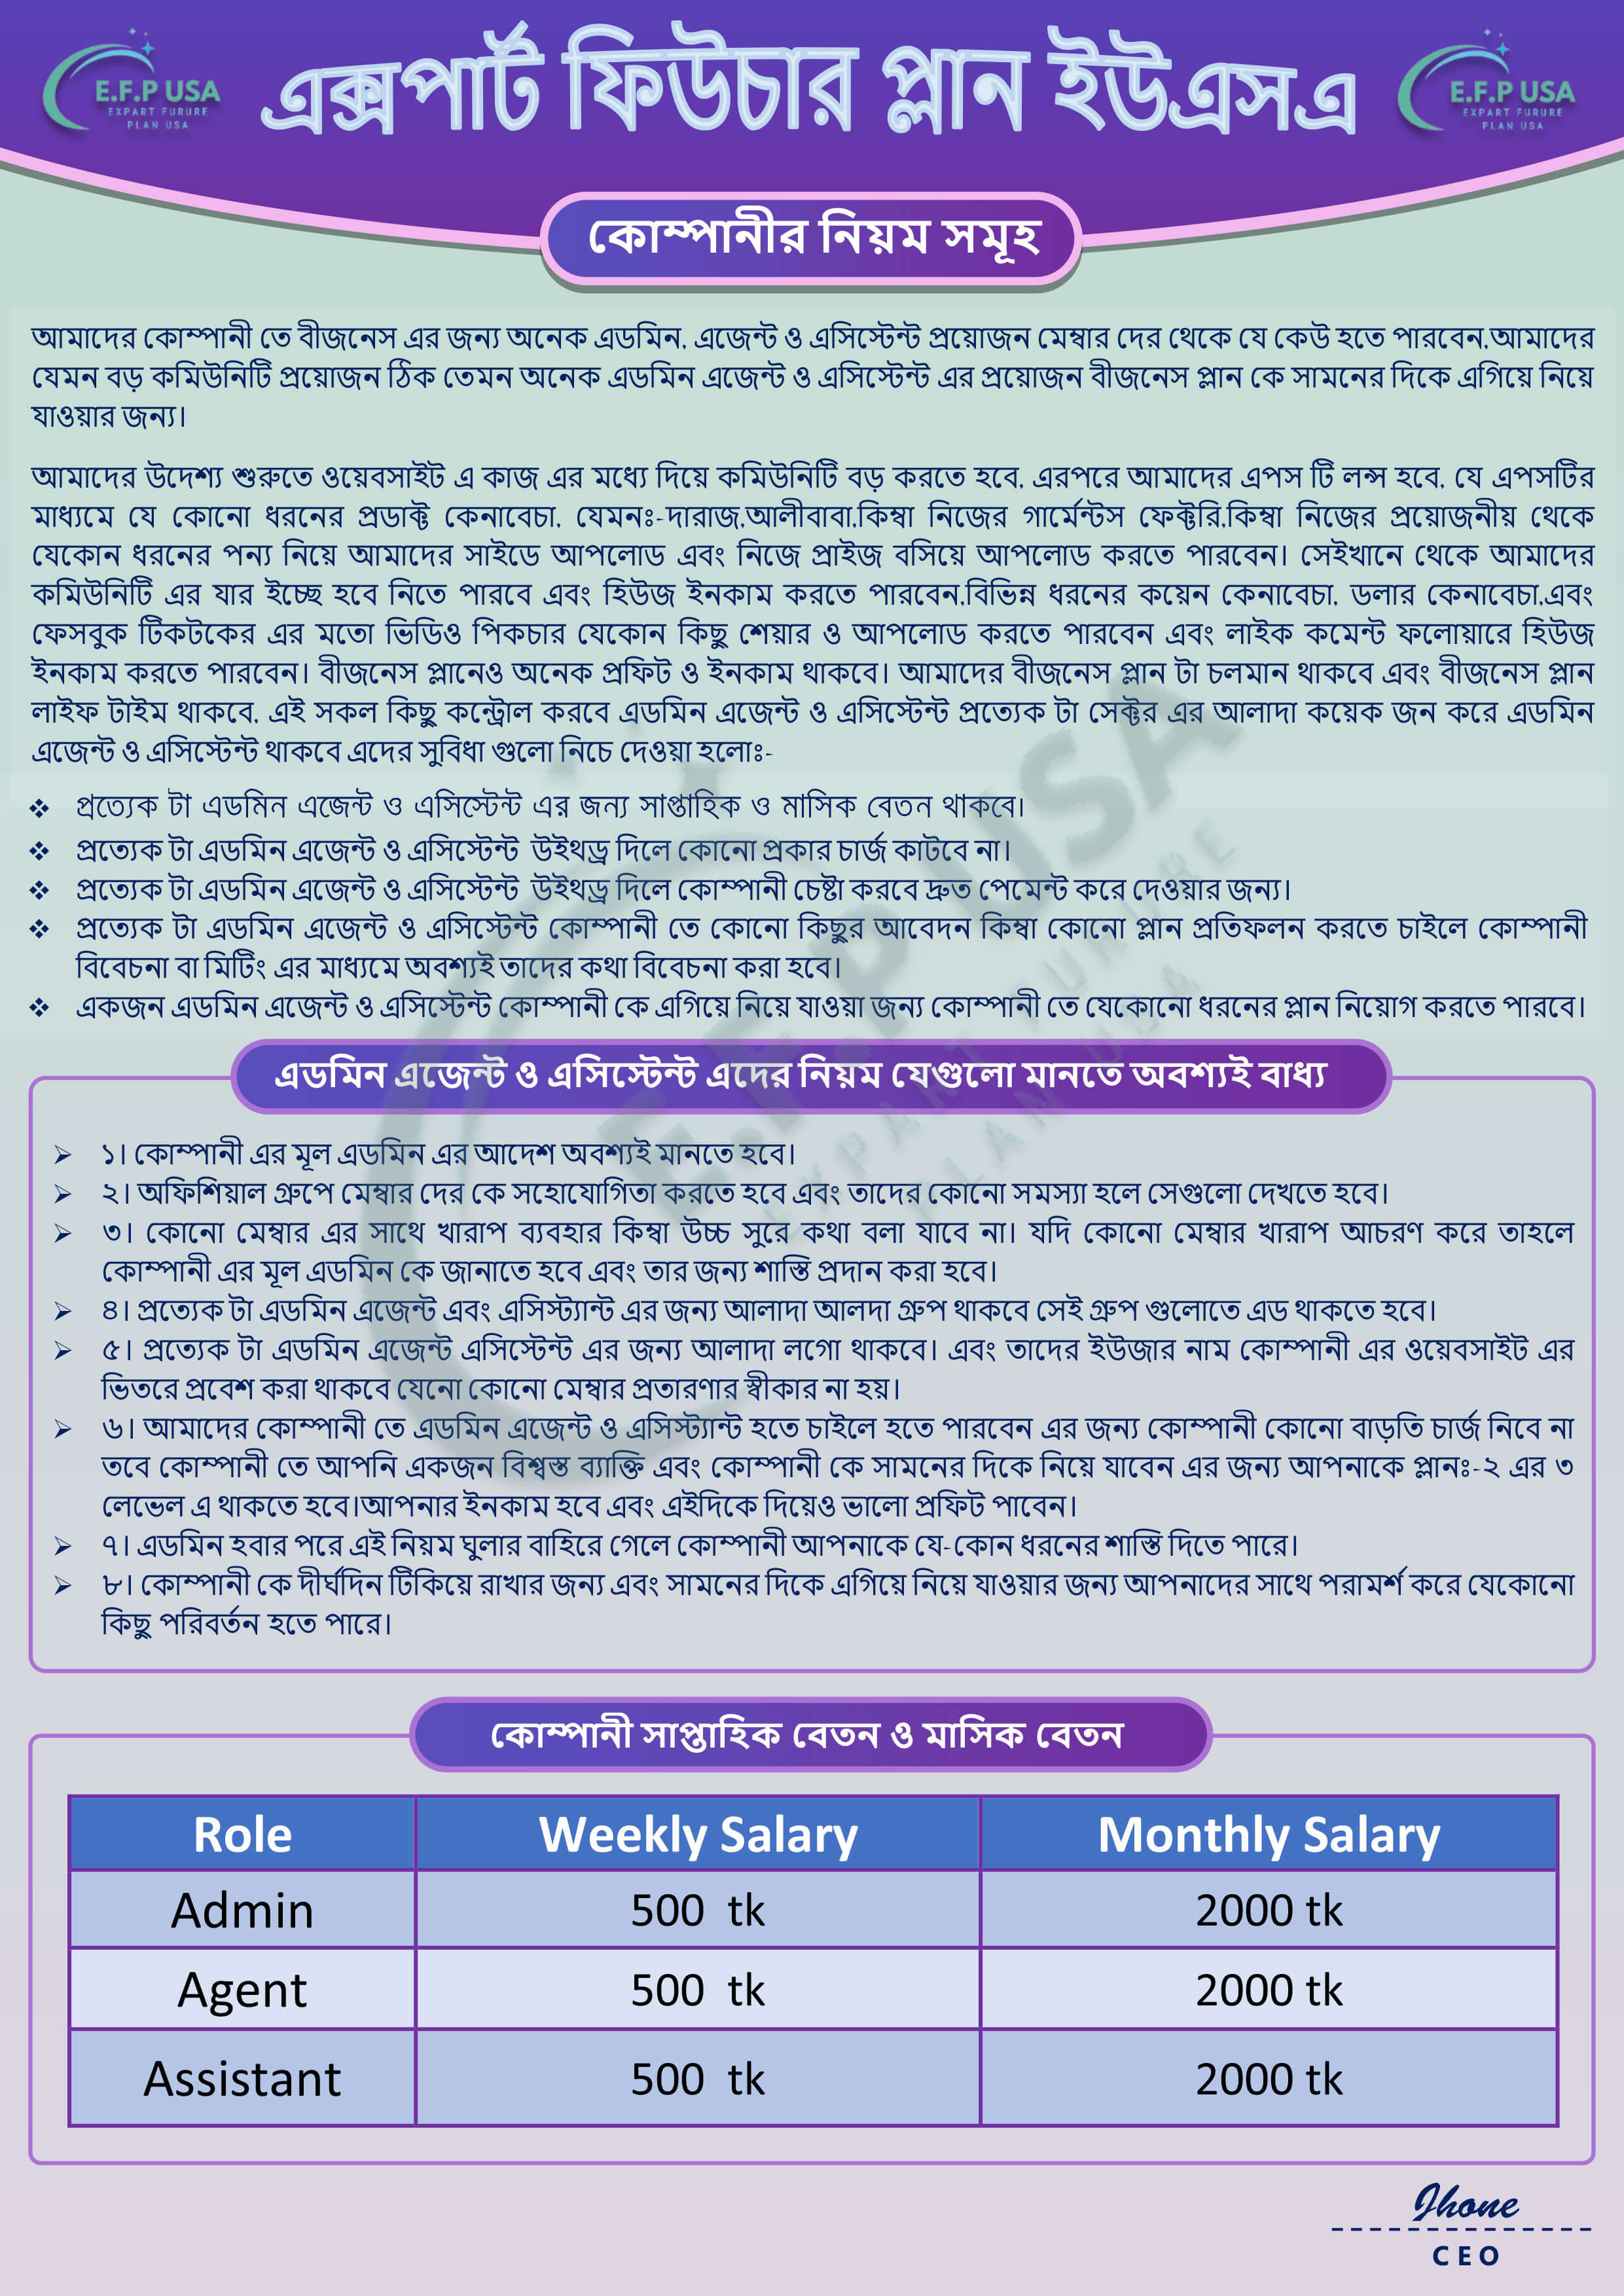 E.F.P USA
EXPART FURURE
PLAN USA
এক্সপার্ট ফিউচার প্লান ইউএসএ
E.F.P USA
EXPART FURURE
PLAN USA
কোম্পানীর নিয়ম সমূহ
আমাদের কোম্পানী তে বীজনেস এর জন্য অনেক এডমিন, এজেন্ট ও এসিস্টেন্ট প্রয়োজন মেম্বার দের থেকে যে কেউ হতে পারবেন,আমাদের
যেমন বড় কমিউনিটি প্রয়োজন ঠিক তেমন অনেক এডমিন এজেন্ট ও এসিস্টেন্ট এর প্রয়োজন বীজনেস প্লান কে সামনের দিকে এগিয়ে নিয়ে
যাওয়ার জন্য।
আমাদের উদেশ্য শুরুতে ওয়েবসাইট এ কাজ এর মধ্যে দিয়ে কমিউনিটি বড় করতে হবে, এরপরে আমাদের এপস টি লন্স হবে, যে এপসটির
মাধ্যমে যে কোনো ধরনের প্রডাক্ট কেনাবেচা, যেমনঃ-দারাজ,আলীবাবা,কিম্বা নিজের গার্মেন্টস ফেক্টরি,কিম্বা নিজের প্রয়োজনীয় থেকে
যেকোন ধরনের পন্য নিয়ে আমাদের সাইডে আপলোড এবং নিজে প্রাইজ বসিয়ে আপলোড করতে পারবেন। সেইখানে থেকে আমাদের
কমিউনিটি এর যার ইচ্ছে হবে নিতে পারবে এবং হিউজ ইনকাম করতে পারবেন,বিভিন্ন ধরনের কয়েন কেনাবেচা, ডলার কেনাবেচা,এবং
ফেসবুক টিকটকের এর মতো ভিডিও পিকচার যেকোন কিছু শেয়ার ও আপলোড করতে পারবেন এবং লাইক কমেন্ট ফলোয়ারে হিউজ
ইনকাম করতে পারবেন। বীজনেস প্লানেও অনেক প্রফিট ও ইনকাম থাকবে। আমাদের বীজনেস প্লান টা চলমান থাকবে এবং বীজনেস প্লান
লাইফ টাইম থাকবে, এই সকল কিছু কন্ট্রোল করবে এডমিন এজেন্ট ও এসিস্টেন্ট প্রত্যেক টা সেক্টর এর আলাদা কয়েক জন করে এডমিন
এজেন্ট ও এসিস্টেন্ট থাকবে এদের সুবিধা গুলো নিচে দেওয়া হলোঃ-
❖ প্রত্যেক টা এডমিন এজেন্ট ও এসিস্টেন্ট এর জন্য সাপ্তাহিক ও মাসিক বেতন থাকবে।
❖ প্রত্যেক টা এডমিন এজেন্ট ও এসিস্টেন্ট উইথড্র দিলে কোনো প্রকার চার্জ কাটবে না।
❖ প্রত্যেক টা এডমিন এজেন্ট ও এসিস্টেন্ট উইথড্র দিলে কোম্পানী চেষ্টা করবে দ্রুত পেমেন্ট করে দেওয়ার জন্য।
❖ প্রত্যেক টা এডমিন এজেন্ট ও এসিস্টেন্ট কোম্পানী তে কোনো কিছুর আবেদন কিম্বা কোনো প্লান প্রতিফলন করতে চাইলে কোম্পানী
বিবেচনা বা মিটিং এর মাধ্যমে অবশ্যই তাদের কথা বিবেচনা করা হবে।
❖ একজন এডমিন এজেন্ট ও এসিস্টেন্ট কোম্পানী কে এগিয়ে নিয়ে যাওয়া জন্য কোম্পানী তে যেকোনো ধরনের প্লান নিয়োগ করতে পারবে।
এডমিন এজেন্ট ও এসিস্টেন্ট এদের নিয়ম যেগুলো মানতে অবশ্যই বাধ্য
➢ ১। কোম্পানী এর মূল এডমিন এর আদেশ অবশ্যই মানতে হবে।
➢ ২। অফিশিয়াল গ্রুপে মেম্বার দের কে সহোযোগিতা করতে হবে এবং তাদের কোনো সমস্যা হলে সেগুলো দেখতে হবে।
➢ ৩। কোনো মেম্বার এর সাথে খারাপ ব্যবহার কিম্বা উচ্চ সুরে কথা বলা যাবে না। যদি কোনো মেম্বার খারাপ আচরণ করে তাহলে
কোম্পানী এর মূল এডমিন কে জানাতে হবে এবং তার জন্য শাস্তি প্রদান করা হবে।
➢ ৪। প্রত্যেক টা এডমিন এজেন্ট এবং এসিস্ট্যান্ট এর জন্য আলাদা আলদা গ্রুপ থাকবে সেই গ্রুপ গুলোতে এড থাকতে হবে।
➢ ৫। প্রত্যেক টা এডমিন এজেন্ট এসিস্টেন্ট এর জন্য আলাদা লগো থাকবে। এবং তাদের ইউজার নাম কোম্পানী এর ওয়েবসাইট এর
ভিতরে প্রবেশ করা থাকবে যেনো কোনো মেম্বার প্রতারণার স্বীকার না হয়।
➢ ৬। আমাদের কোম্পানী তে এডমিন এজেন্ট ও এসিস্ট্যান্ট হতে চাইলে হতে পারবেন এর জন্য কোম্পানী কোনো বাড়তি চার্জ নিবে না
তবে কোম্পানী তে আপনি একজন বিশ্বস্ত ব্যাক্তি এবং কোম্পানী কে সামনের দিকে নিয়ে যাবেন এর জন্য আপনাকে প্লানঃ-২ এর ৩
লেভেল এ থাকতে হবে।আপনার ইনকাম হবে এবং এইদিকে দিয়েও ভালো প্রফিট পাবেন।
➢ ৭। এডমিন হবার পরে এই নিয়ম ঘুলার বাহিরে গেলে কোম্পানী আপনাকে যে-কোন ধরনের শাস্তি দিতে পারে।
➢ ৮। কোম্পানী কে দীর্ঘদিন টিকিয়ে রাখার জন্য এবং সামনের দিকে এগিয়ে নিয়ে যাওয়ার জন্য আপনাদের সাথে পরামর্শ করে যেকোনো
কিছু পরিবর্তন হতে পারে।
E.F.P USA
EXPART FURURE
PLAN USA
কোম্পানী সাপ্তাহিক বেতন ও মাসিক বেতন
Role Weekly Salary Monthly Salary
Admin 500 tk 2000 tk
Agent 500 tk 2000 tk
Assistant 500 tk 2000 tk
Jhone
CEO